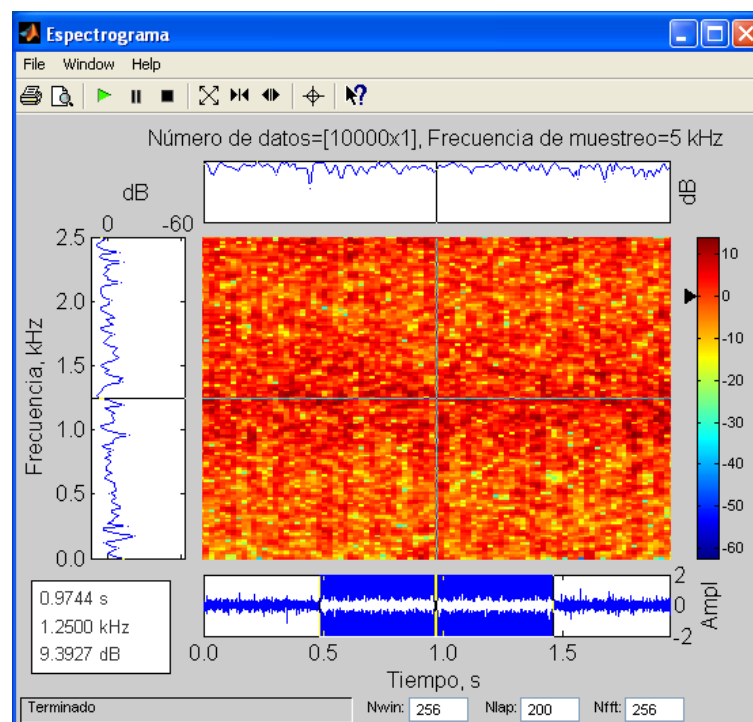 Espectrograma
File Window Help
Número de datos=[10000x1], Frecuencia de muestreo=5 kHz
dB
dB
0 -60
2.5
2.0
1.5
1.0
0.5
0.0
Frecuencia, kHz
10
0
-10
-20
-30
-40
-50
-60
0.9744 s
1.2500 kHz
9.3927 dB
2
0
-2
Ampl
0.0 0.5 1.0 1.5
Tiempo, s
Terminado
Nwin: 256 Nlap: 200 Nfft: 256